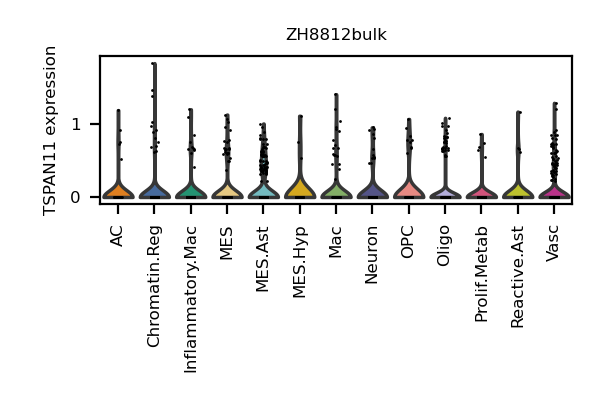 ZH8812bulk
TSPAN11 expression
1
0
AC
Chromatin.Reg
Inflammatory.Mac
MES
MES.Ast
MES.Hyp
Mac
Neuron
OPC
Oligo
Prolif.Metab
Reactive.Ast
Vasc